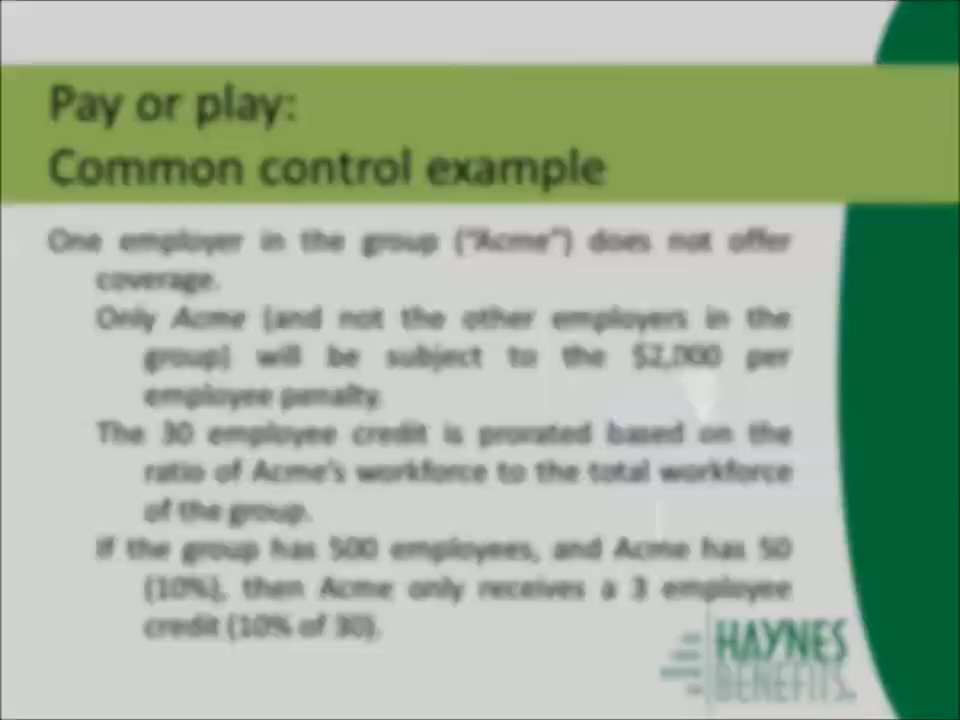 Pay or play:
Common control example
One employer in the group ("Acme") does not offer
coverage.
Only Acme (and not the other employers in the
group) will be subject to the $2,000 per
employee penalty.
The 30 employee credit is prorated based on the
ratio of Acme's workforce to the total workforce
of the group.
If the group has 500 employees, and Acme has 50
(10%), then Acme only receives a 3 employee
credit (10% of 30).
HAYNES
BENEFITS